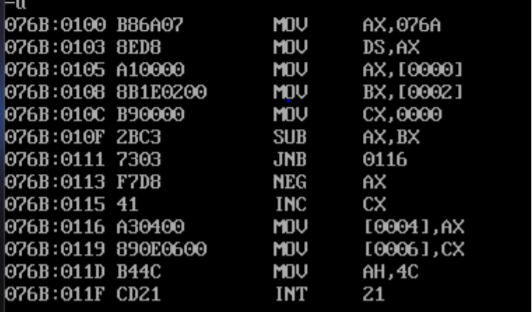 -u
076B:0100 B86A07 MOV AX,076A
076B:0103 8ED8 MOV DS,AX
076B:0105 A10000 MOV AX,[0000]
076B:0108 8B1E0200 MOV BX,[0002]
076B:010C B90000 MOV CX,0000
076B:010F 2BC3 SUB AX,BX
076B:0111 7303 JNB 0116
076B:0113 F7D8 NEG AX
076B:0115 41 INC CX
076B:0116 A30400 MOV [0004],AX
076B:0119 890E0600 MOV [0006],CX
076B:011D B44C MOV AH,4C
076B:011F CD21 INT 21